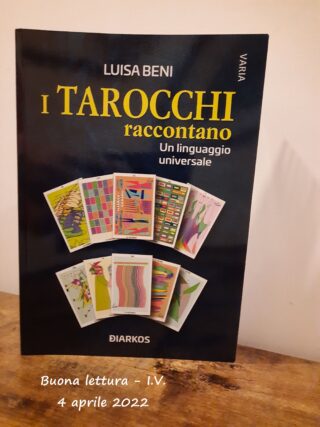 LUISA BENI
VARIA
I TAROCCHI
raccontano
Un linguaggio
universale
DIARKOS
Buona lettura - I.V.
4 aprile 2022